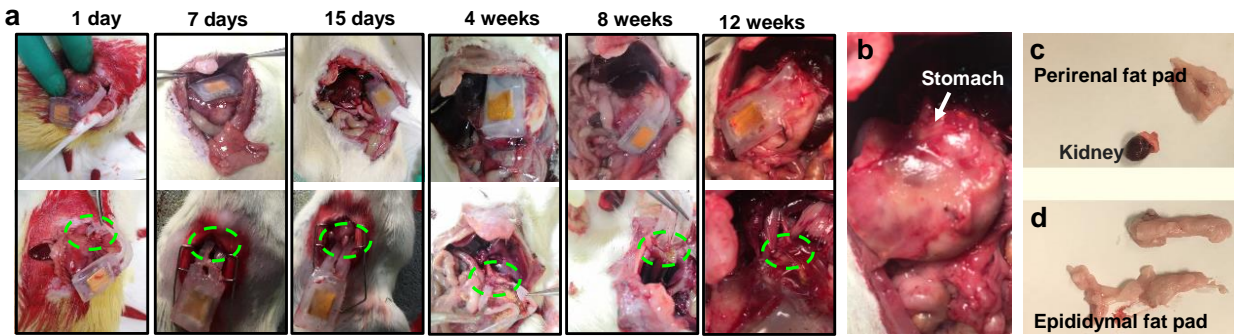 a
1 day
7 days
15 days
4 weeks
8 weeks
12 weeks
b
Stomach
c
Perirenal fat pad
Kidney
d
Epididymal fat pad